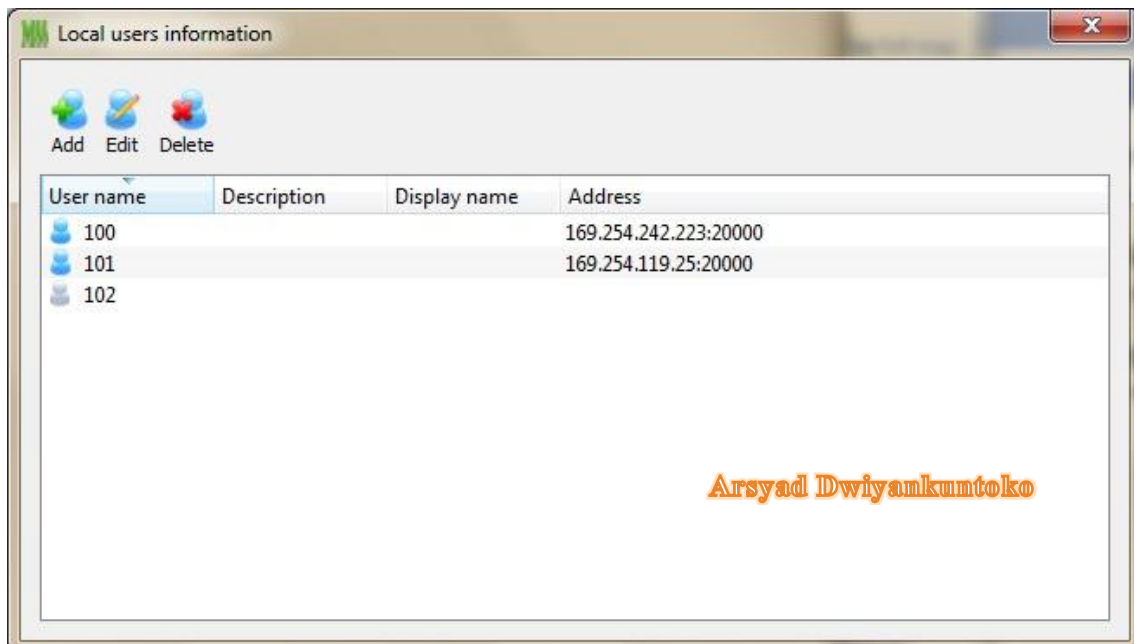 Local users information
Add Edit Delete
User name Description Display name Address
100 169.254.242.223:20000
101 169.254.119.25:20000
102
Arsyad Dwiyankuntoko